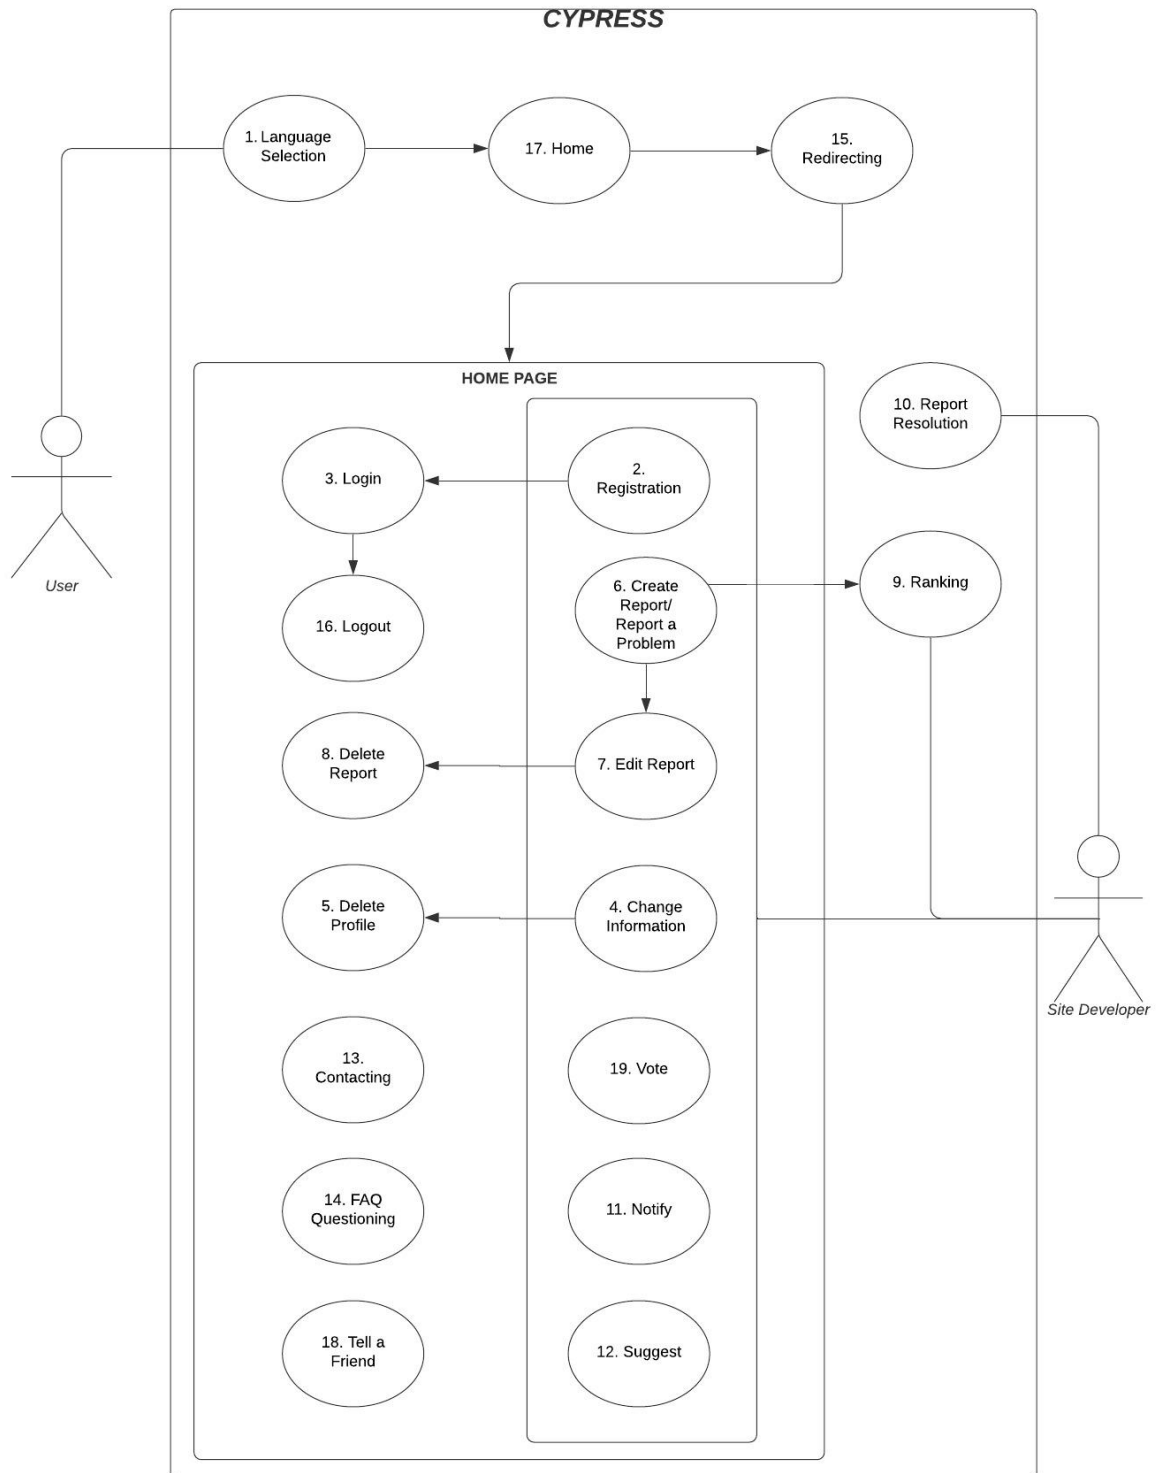 CYPRESS
1. Language
Selection
17. Home
15.
Redirecting
HOME PAGE
10. Report
Resolution
3. Login
2.
Registration
User
6. Create
Report/
Report a
Problem
9. Ranking
16. Logout
8. Delete
Report
7. Edit Report
5. Delete
Profile
4. Change
Information
Site Developer
13.
Contacting
19. Vote
14. FAQ
Questioning
11. Notify
18. Tell a
Friend
12. Suggest